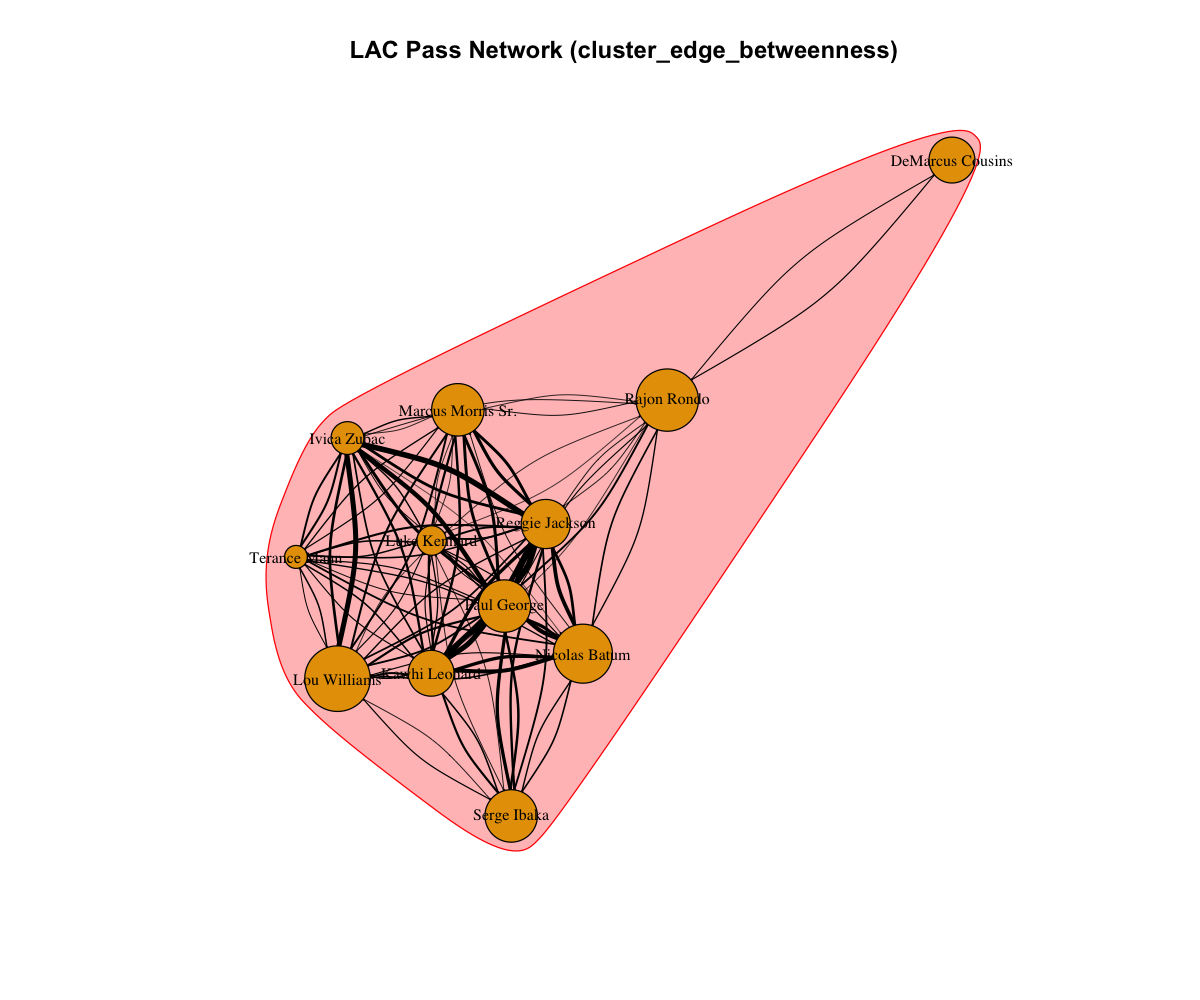 LAC Pass Network (cluster_edge_betweenness)
DeMarcus Cousins
Rajon Rondo
Marcus Morris Sr.
Ivica Zubac
Reggie Jackson
Luke Kennard
Terance Mann
Paul George
Nicolas Batum
Kawhi Leonard
Lou Williams
Serge Ibaka